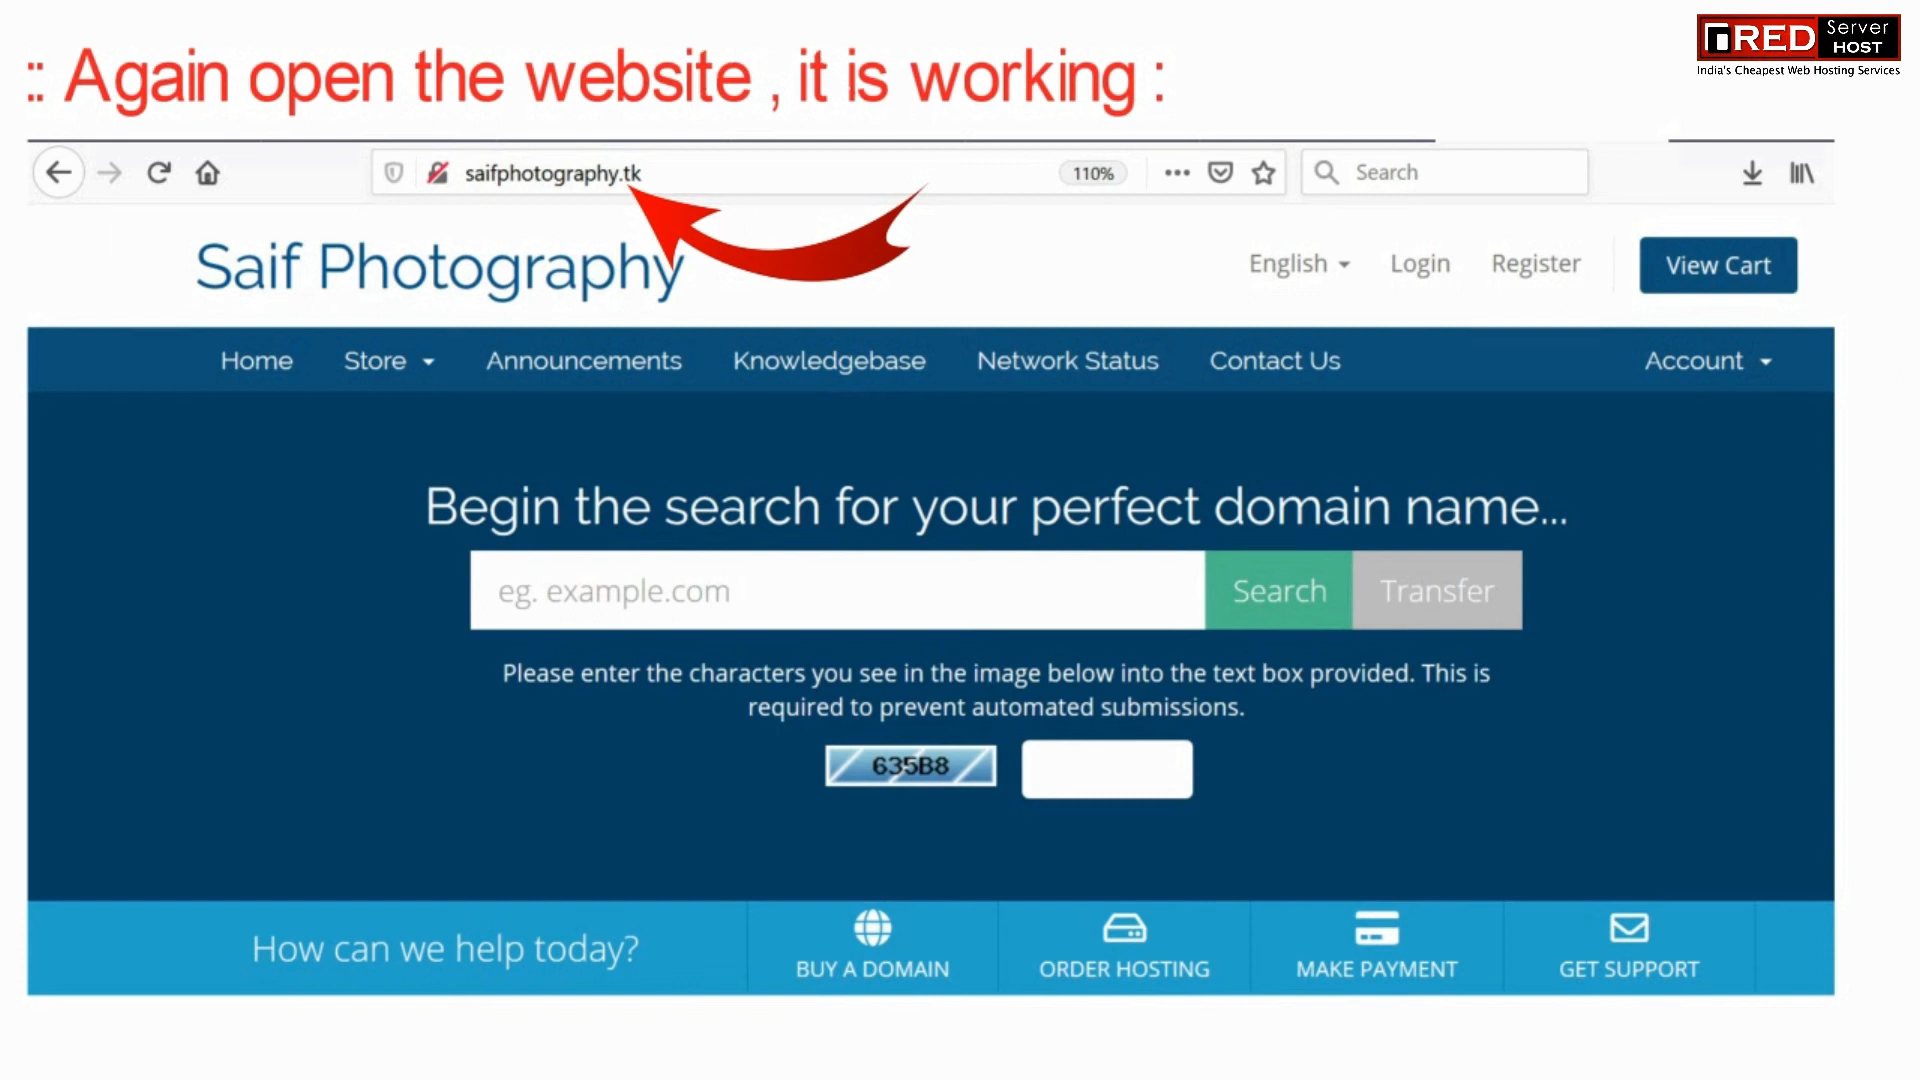 RED Server HOST
India's Cheapest Web Hosting Services
:: Again open the website , it is working :
saifphotography.tk 110% ••• Search
Saif Photography English Login Register View Cart
Home Store Announcements Knowledgebase Network Status Contact Us Account
Begin the search for your perfect domain name...
eg. example.com Search Transfer
Please enter the characters you see in the image below into the text box provided. This is
required to prevent automated submissions.
635B8
How can we help today? BUY A DOMAIN ORDER HOSTING MAKE PAYMENT GET SUPPORT